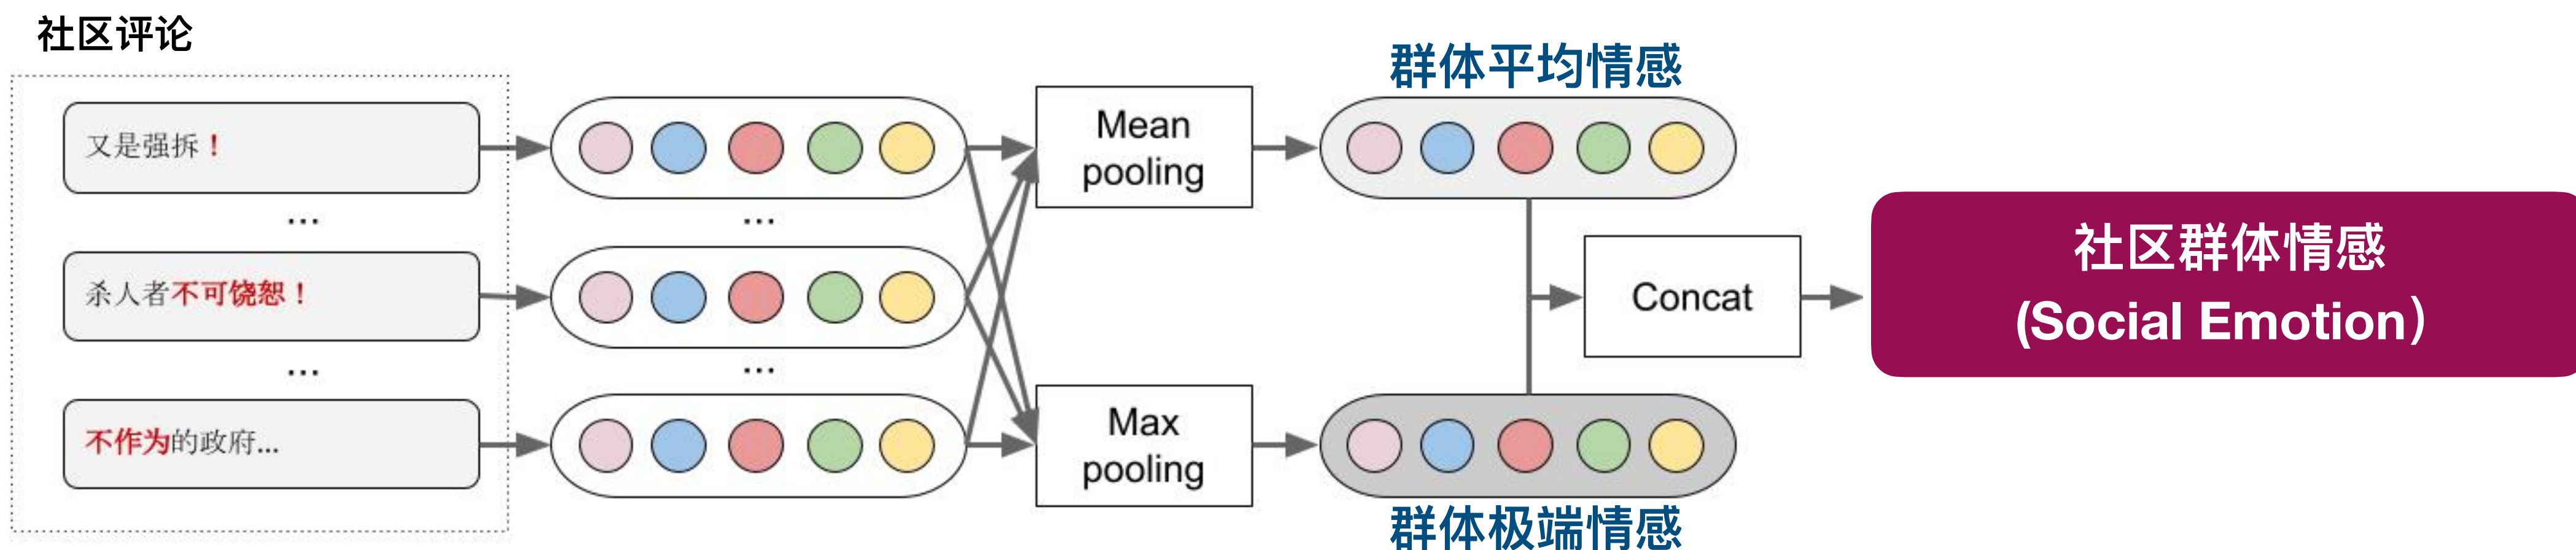 社区评论
又是强拆！
...
杀人者不可饶恕！
...
不作为的政府...
...
...
Mean
pooling
Max
pooling
群体平均情感
群体极端情感
Concat
社区群体情感
(Social Emotion)